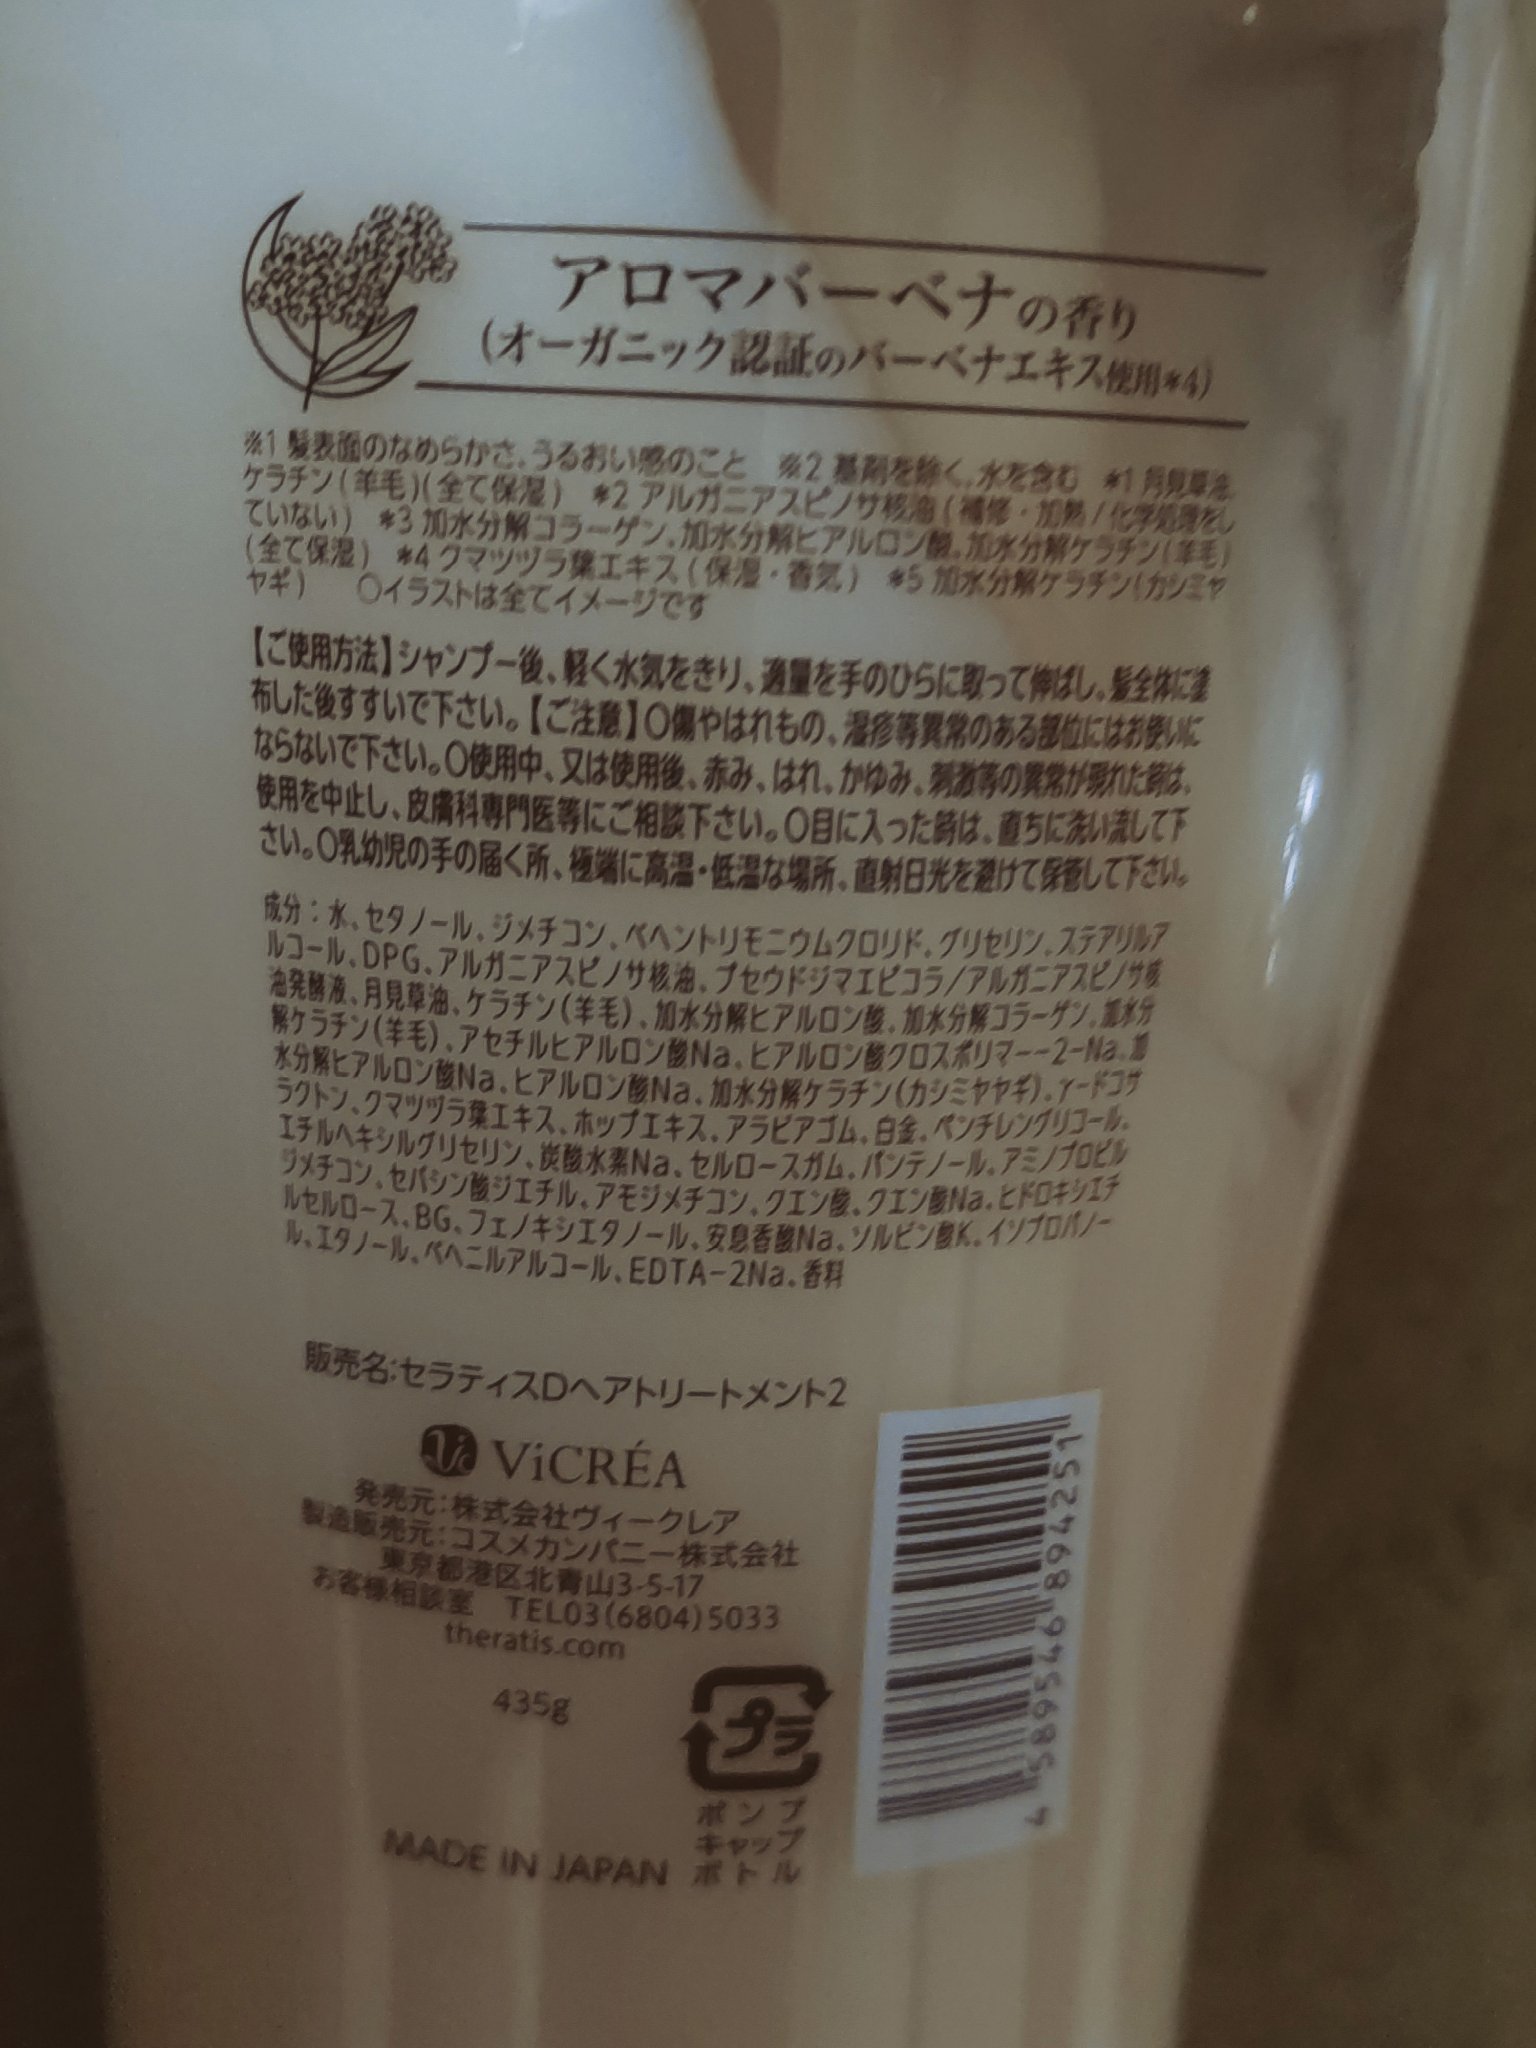 アロマバーベナの香り
(オーガニック認証のバーベナエキス使用*4)
※1 髪表面のなめらかさ、うるおい感のこと ※2 基剤を除く、水を含む *1 月見草油、
ケラチン(羊毛)(全て保湿) *2 アルガニアスピノサ核油(補修・加熱/化学処理をし
ていない) *3 加水分解コラーゲン、加水分解ヒアルロン酸、加水分解ケラチン(羊毛)
(全て保湿) *4 クマツヅラ葉エキス(保湿・香気) *5 加水分解ケラチン(カシミヤ
ヤギ) ○イラストは全てイメージです
【ご使用方法】シャンプー後、軽く水気をきり、適量を手のひらに取って伸ばし、髪全体に塗
布した後すすいで下さい。【ご注意】○傷やはれもの、湿疹等異常のある部位にはお使いに
ならないで下さい。○使用中、又は使用後、赤み、はれ、かゆみ、刺激等の異常が現れた時は、
使用を中止し、皮膚科専門医等にご相談下さい。○目に入った時は、直ちに洗い流して下
さい。○乳幼児の手の届く所、極端に高温・低温な場所、直射日光を避けて保管して下さい。
成分：水、セタノール、ジメチコン、ベヘントリモニウムクロリド、グリセリン、ステアリルア
ルコール、DPG、アルガニアスピノサ核油、プセウドジマエピコラ/アルガニアスピノサ核
油発酵液、月見草油、ケラチン(羊毛)、加水分解ヒアルロン酸、加水分解コラーゲン、加水分
解ケラチン(羊毛)、アセチルヒアルロン酸Na、ヒアルロン酸クロスポリマー-2-Na、加
水分解ヒアルロン酸Na、ヒアルロン酸Na、加水分解ケラチン(カシミヤヤギ)、γ-ドコサ
ラクトン、クマツヅラ葉エキス、ホップエキス、アラビアゴム、白金、ペンチレングリコール、
エチルヘキシルグリセリン、炭酸水素Na、セルロースガム、パンテノール、アミノプロピル
ジメチコン、セバシン酸ジエチル、アモジメチコン、クエン酸、クエン酸Na、ヒドロキシエチ
ルセルロース、BG、フェノキシエタノール、安息香酸Na、ソルビン酸K、イソプロパノー
ル、エタノール、ベヘニルアルコール、EDTA-2Na、香料
販売名:セラティスDヘアトリートメント2
Vic ViCRÉA
発売元:株式会社ヴィークレア
製造販売元:コスメカンパニー株式会社
東京都港区北青山3-5-17
お客様相談室 TEL03(6804)5033
theratis.com
435g
プラ
ポンプ
キャップ
ボトル
MADE IN JAPAN
4 589546 894251